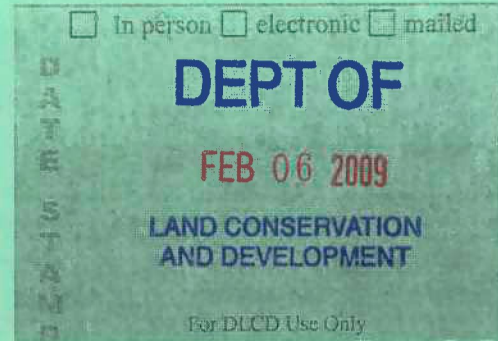 ☐ In person ☐ electronic ☐ mailed
DATE STAMP
DEPT OF
FEB 06 2009
LAND CONSERVATION
AND DEVELOPMENT
For DLCD Use Only